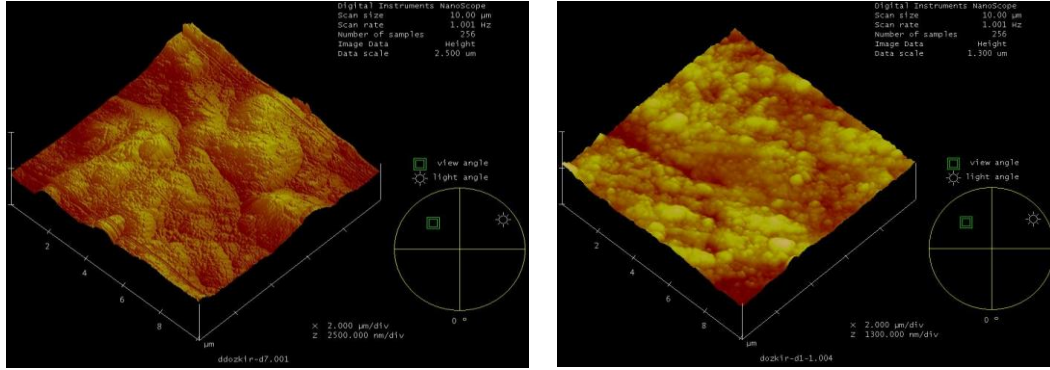 Digital Instruments NanoScope
Scan size 10.00 µm
Scan rate 1.001 Hz
Number of samples 256
Image Data Height
Data scale 2.500 um
view angle
light angle
0 º
2
4
6
8
µm
X 2.000 µm/div
Z 2500.000 nm/div
ddozkir-d7.001
Digital Instruments NanoScope
Scan size 10.00 µm
Scan rate 1.001 Hz
Number of samples 256
Image Data Height
Data scale 1.300 um
view angle
light angle
0 º
2
4
6
8
µm
X 2.000 µm/div
Z 1300.000 nm/div
dozkir-d1-1.004